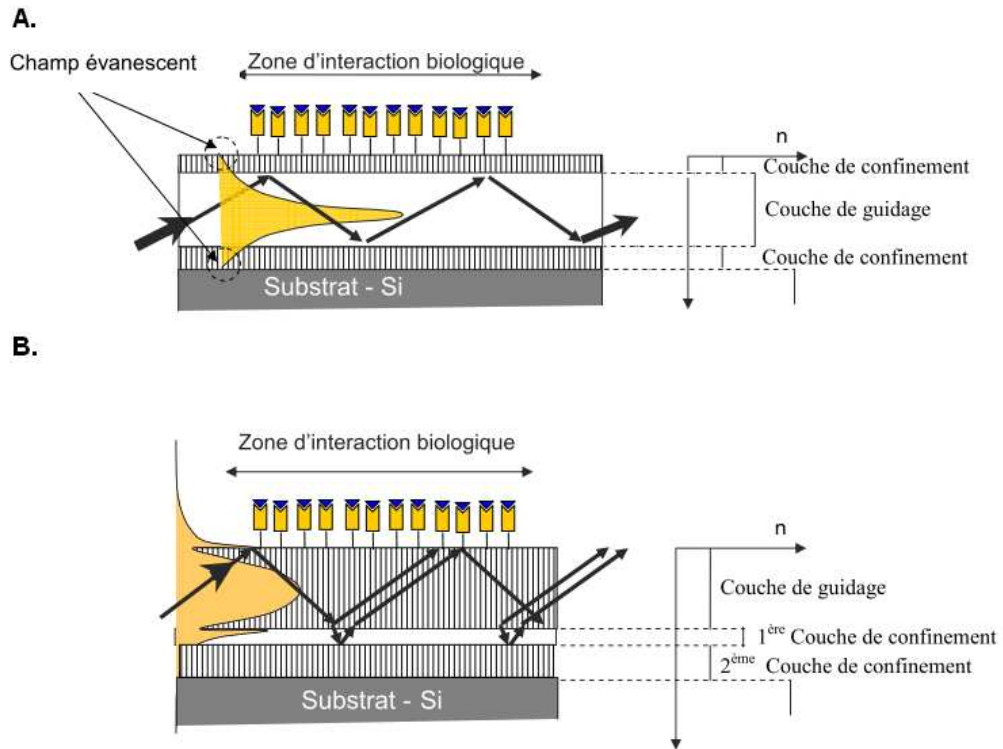 A.
Champ évanescent
Zone d'interaction biologique
n
Couche de confinement
Couche de guidage
Couche de confinement
Substrat - Si
B.
Zone d'interaction biologique
n
Couche de guidage
1ère Couche de confinement
2ème Couche de confinement
Substrat - Si